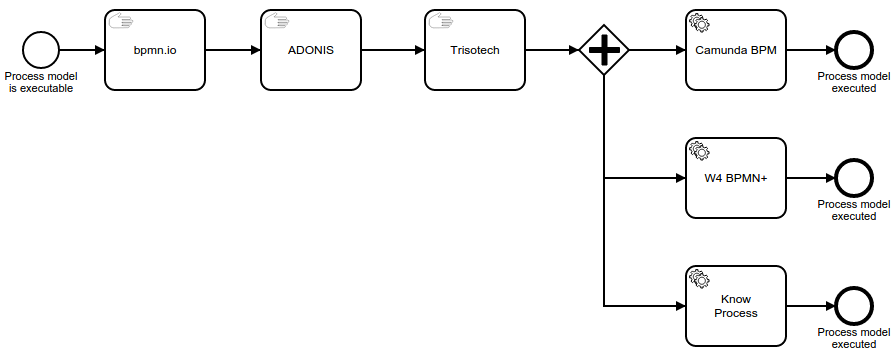 bpmn.io
ADONIS
Trisotech
Camunda BPM
Process model
is executable
Process model
executed
W4 BPMN+
Process model
executed
Know
Process
Process model
executed